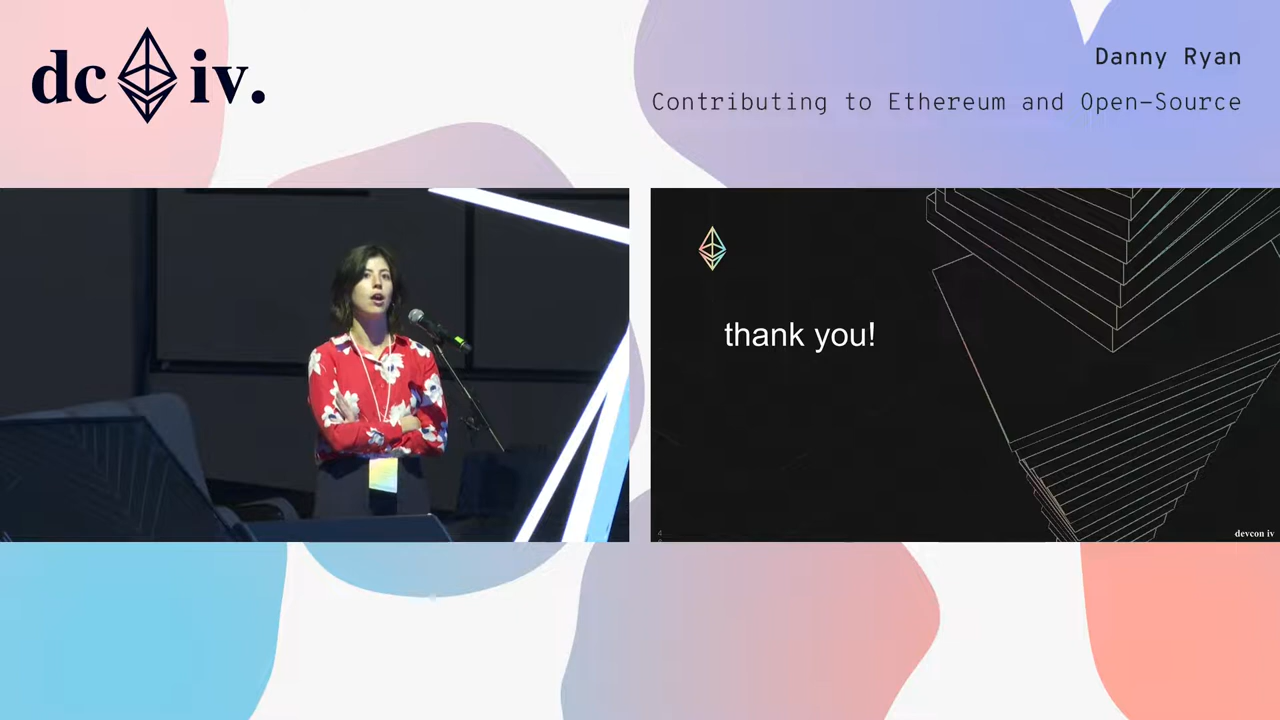 dc iv.
Danny Ryan
Contributing to Ethereum and Open-Source
thank you!
devcon iv